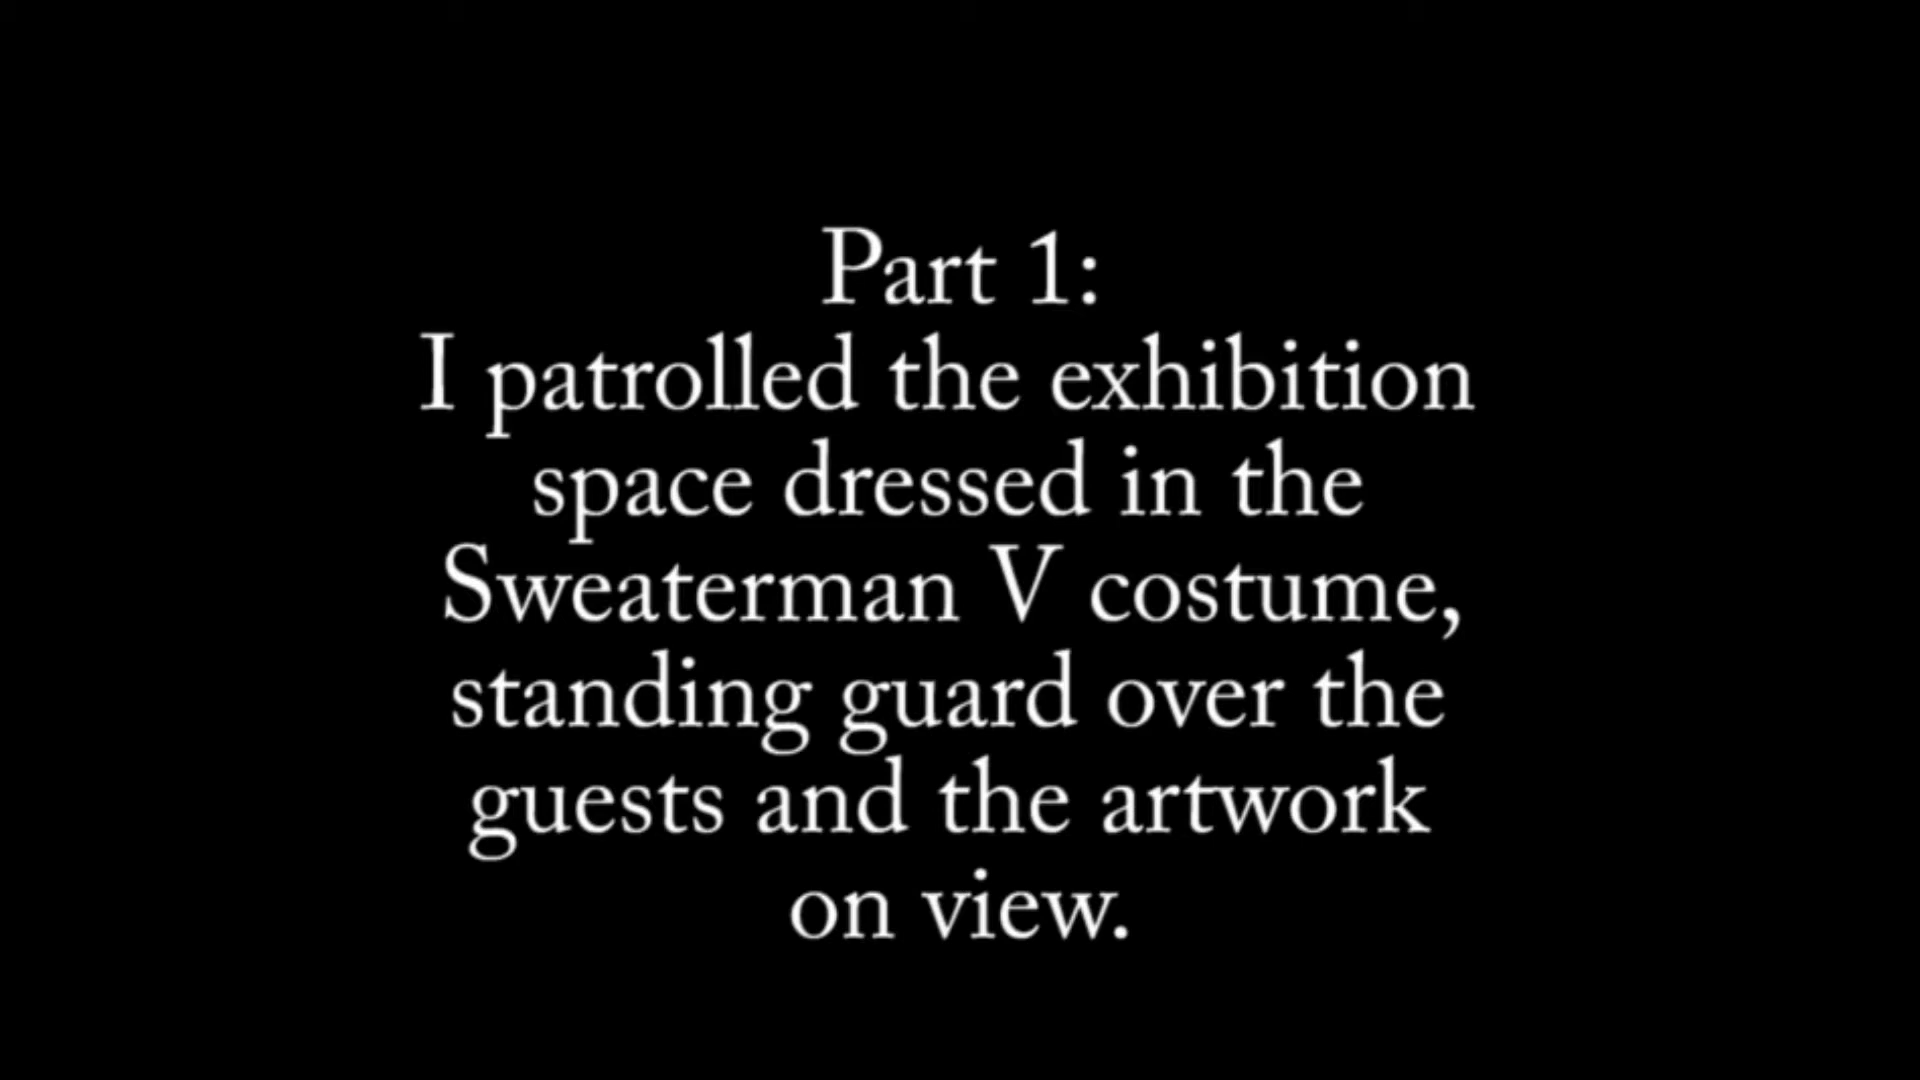 Part 1:
I patrolled the exhibition
space dressed in the
Sweaterman V costume,
standing guard over the
guests and the artwork
on view.